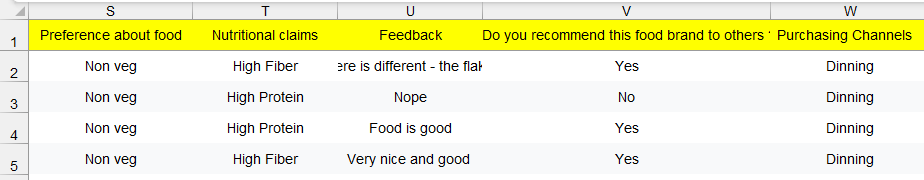 S T U V W
1 Preference about food Nutritional claims Feedback Do you recommend this food brand to others Purchasing Channels
2 Non veg High Fiber ere is different - the flak Yes Dinning
3 Non veg High Protein Nope No Dinning
4 Non veg High Protein Food is good Yes Dinning
5 Non veg High Fiber Very nice and good Yes Dinning